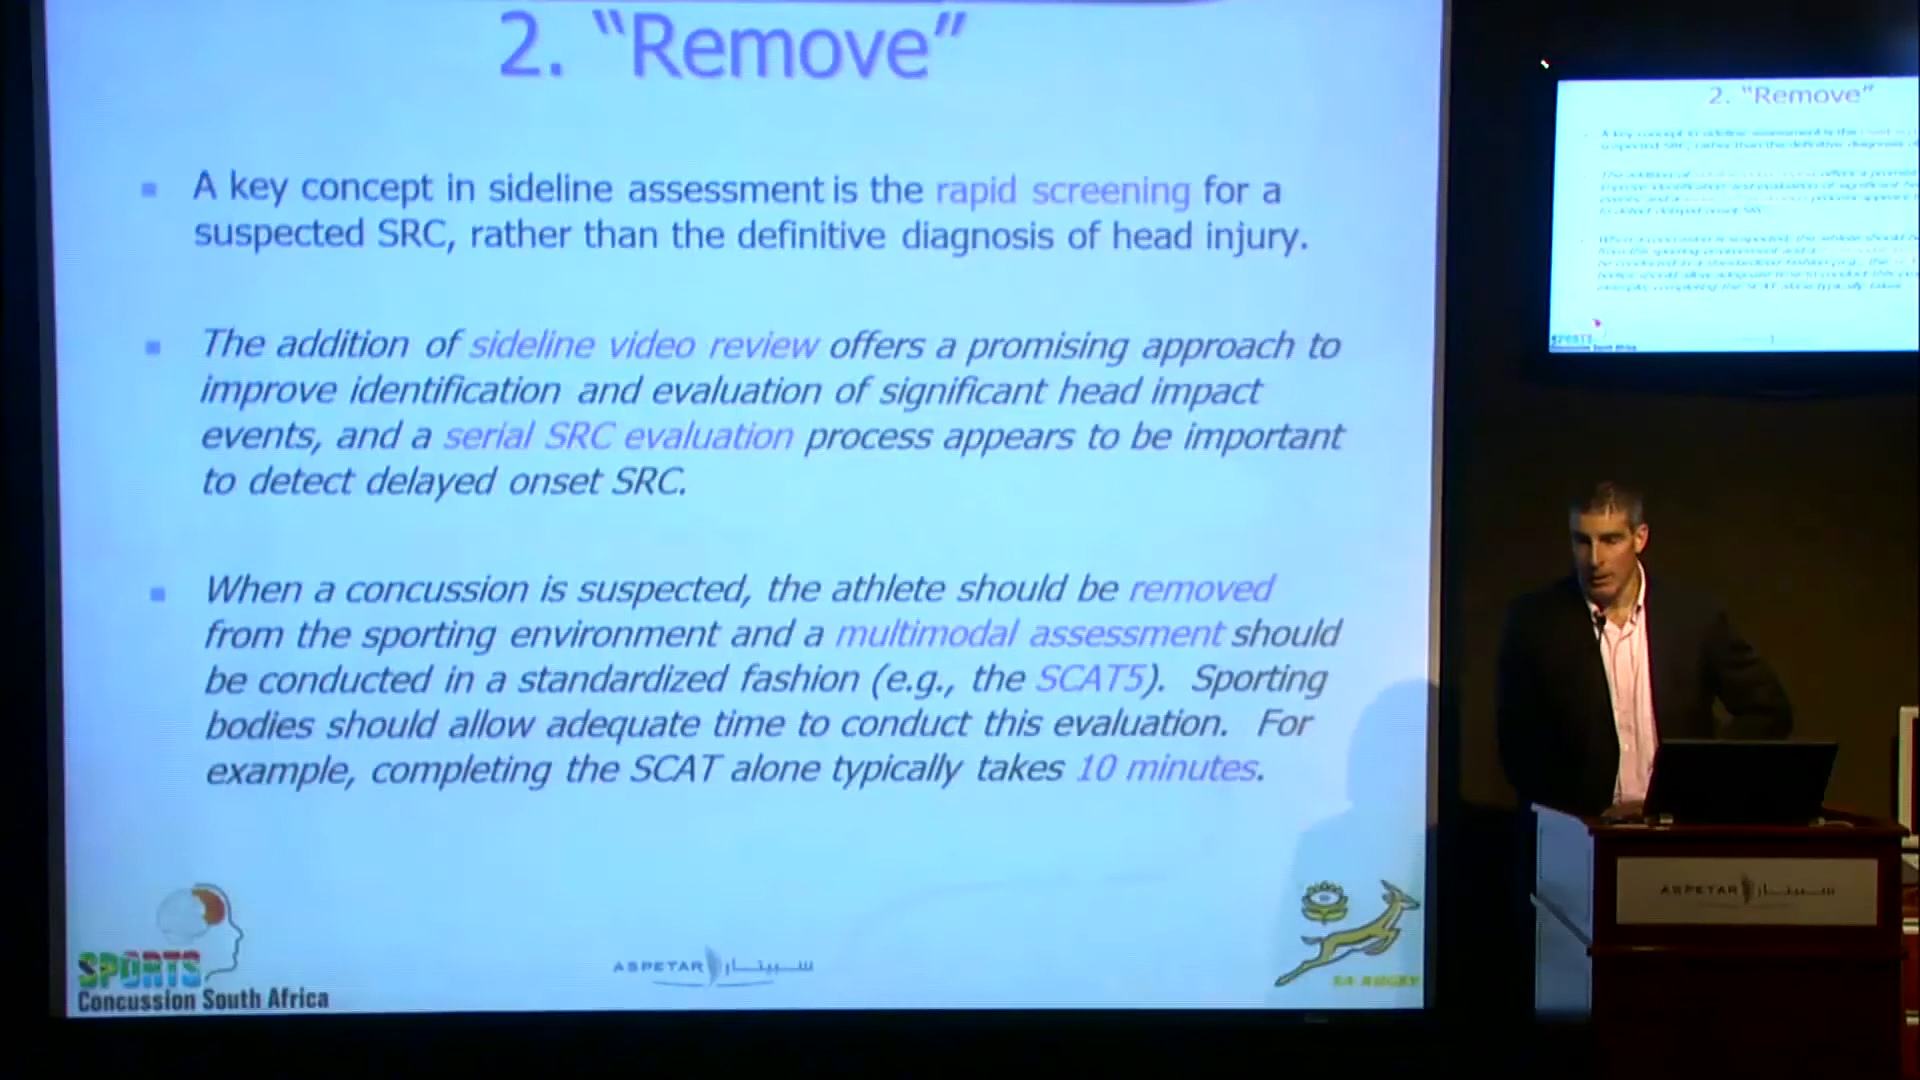 2. “Remove”
A key concept in sideline assessment is the rapid screening for a
suspected SRC, rather than the definitive diagnosis of head injury.
The addition of sideline video review offers a promising approach to
improve identification and evaluation of significant head impact
events, and a serial SRC evaluation process appears to be important
to detect delayed onset SRC.
When a concussion is suspected, the athlete should be removed
from the sporting environment and a multimodal assessment should
be conducted in a standardized fashion (e.g., the SCAT5). Sporting
bodies should allow adequate time to conduct this evaluation. For
example, completing the SCAT alone typically takes 10 minutes.
SPORTS
Concussion South Africa
ASPETAR سبيتار
SA RUGBY
2. “Remove”
ASPETAR سبيتار